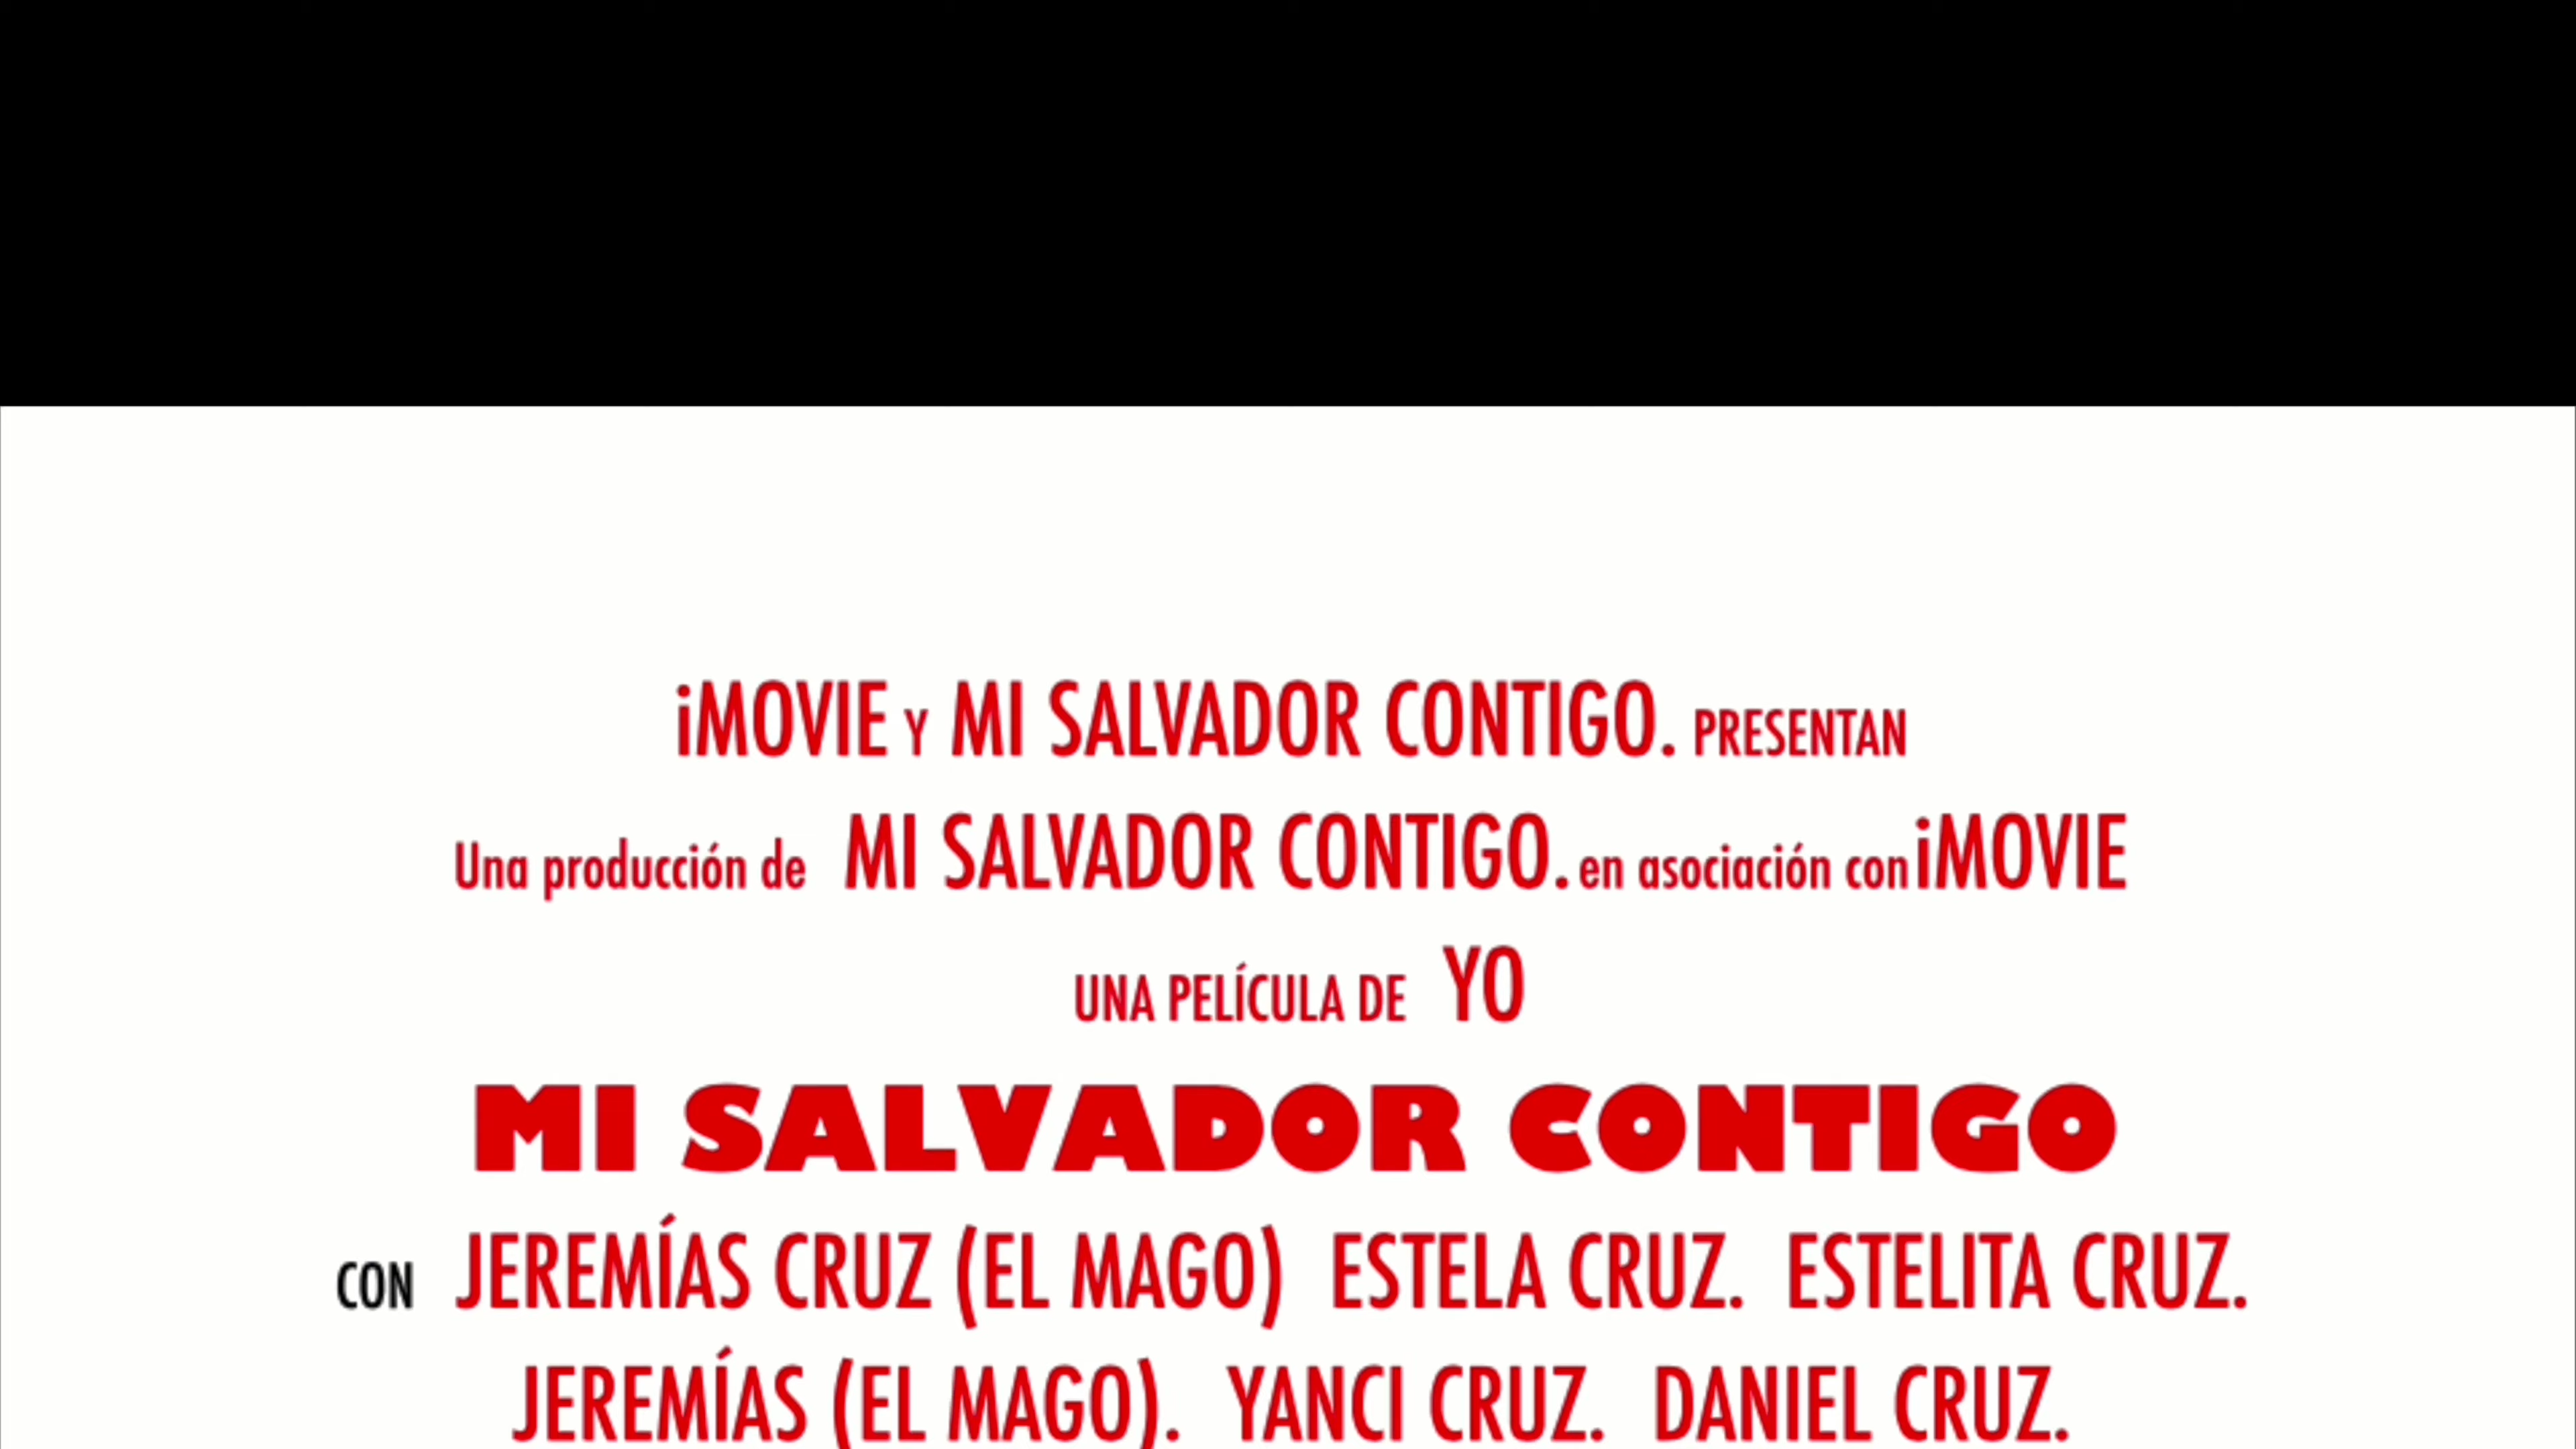 iMOVIE Y MI SALVADOR CONTIGO. PRESENTAN
Una producción de MI SALVADOR CONTIGO. en asociación con iMOVIE
UNA PELÍCULA DE YO
MI SALVADOR CONTIGO
CON JEREMÍAS CRUZ (EL MAGO) ESTELA CRUZ. ESTELITA CRUZ.
JEREMÍAS (EL MAGO). YANCI CRUZ. DANIEL CRUZ.